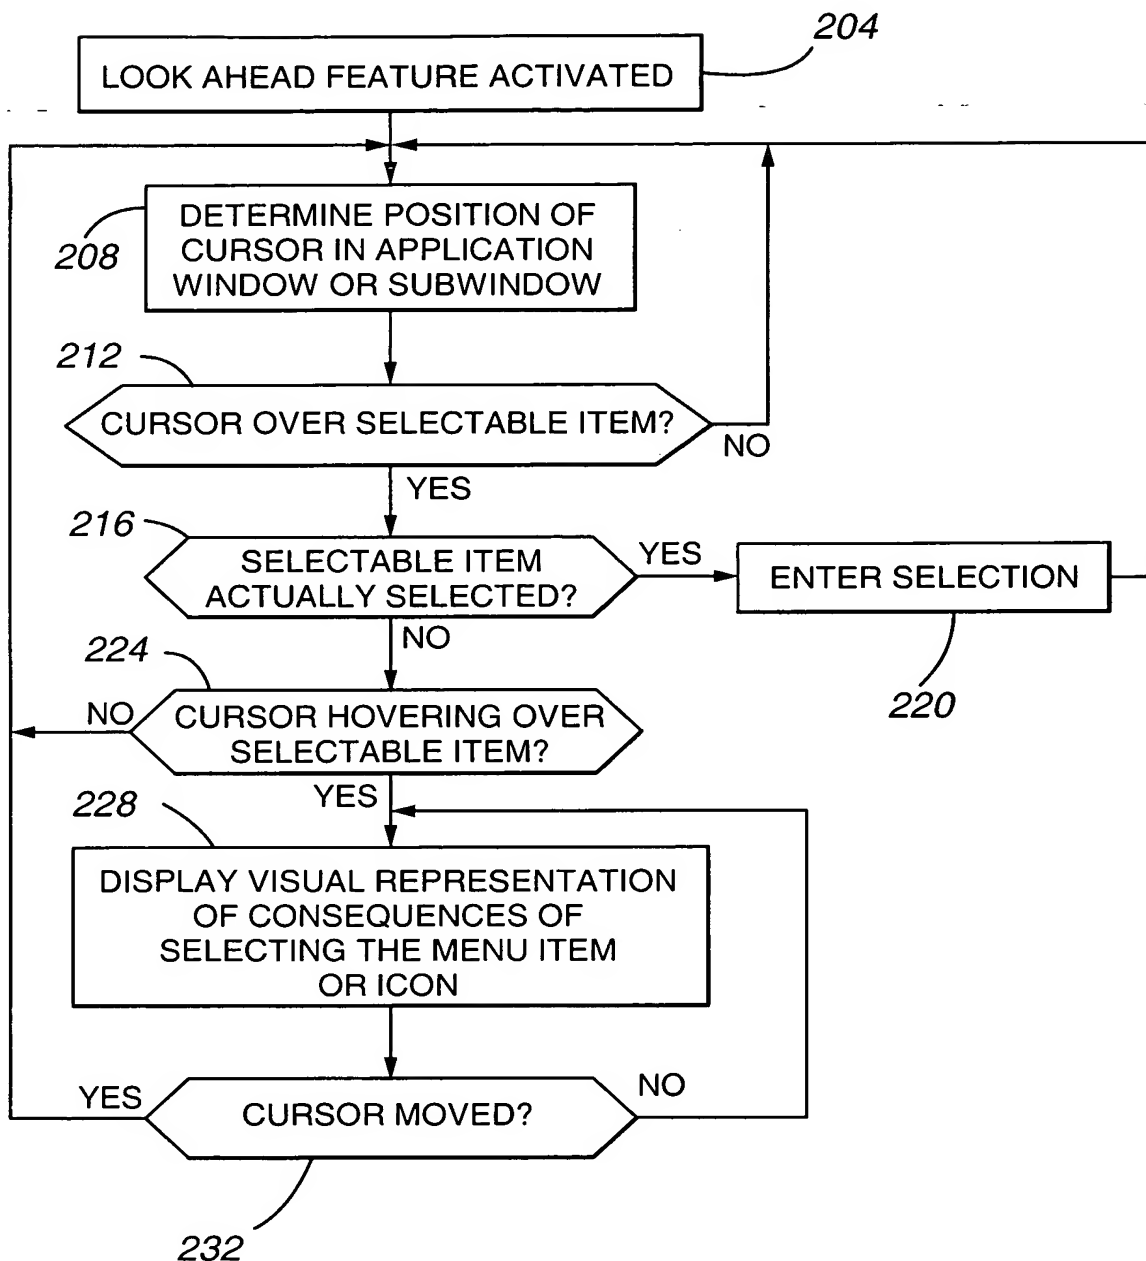 204
LOOK AHEAD FEATURE ACTIVATED
208
DETERMINE POSITION OF
CURSOR IN APPLICATION
WINDOW OR SUBWINDOW
212
CURSOR OVER SELECTABLE ITEM?
NO
YES
216
SELECTABLE ITEM
ACTUALLY SELECTED?
YES
ENTER SELECTION
220
NO
224
CURSOR HOVERING OVER
SELECTABLE ITEM?
NO
YES
228
DISPLAY VISUAL REPRESENTATION
OF CONSEQUENCES OF
SELECTING THE MENU ITEM
OR ICON
YES
CURSOR MOVED?
NO
232